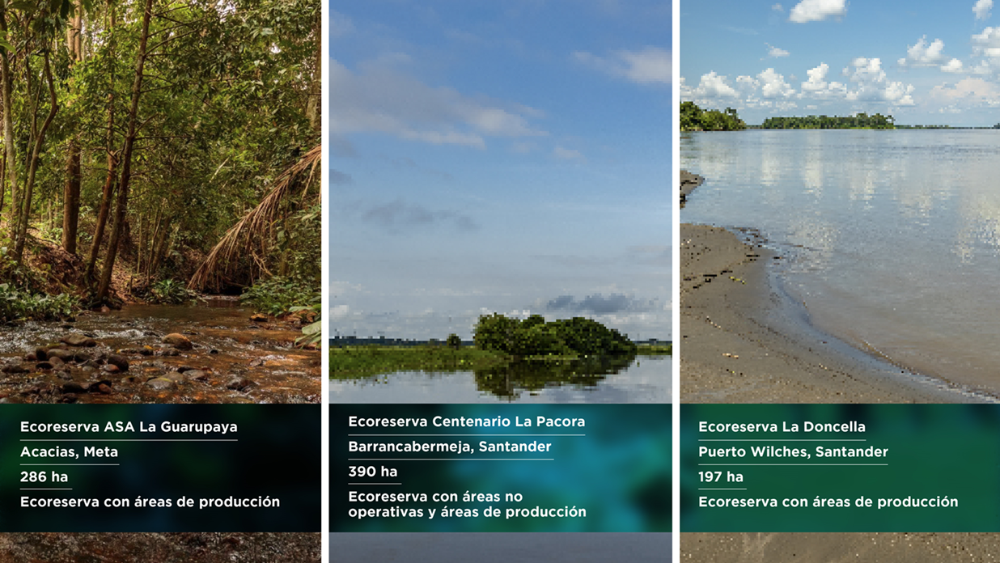 Ecoreserva ASA La Guarupaya
Acacias, Meta
286 ha
Ecoreserva con áreas de producción
Ecoreserva Centenario La Pacora
Barrancabermeja, Santander
390 ha
Ecoreserva con áreas no
operativas y áreas de producción
Ecoreserva La Doncella
Puerto Wilches, Santander
197 ha
Ecoreserva con áreas de producción